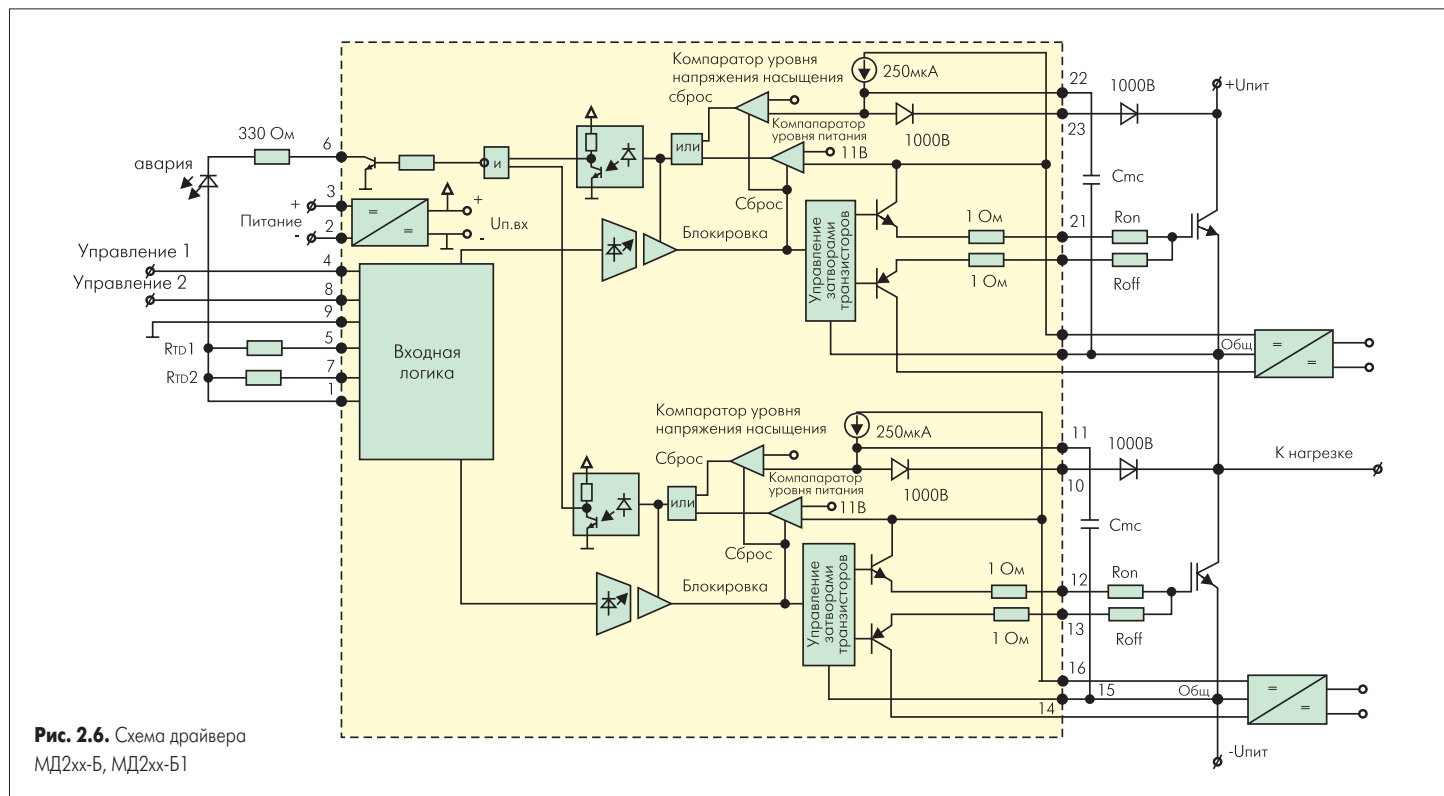 Компаратор уровня
напряжения насыщения
сброс
250мкА
22
1000В
+Uпит
23
1000В
Компапаратор
уровня питания
11В
или
330 Ом
6
авария
и
3
+
Питание
-
2
=
=
+
Uп.вх
-
Сброс
Блокировка
Управление
затворами
транзисторов
Cmc
1 Ом
21
Ron
1 Ом
Roff
Управление 1
4
Управление 2
8
9
RTD1
5
RTD2
7
1
Входная
логика
Общ
=
=
Компаратор уровня
напряжения насыщения
250мкА
11
1000В
К нагрезке
Сброс
10
1000В
Компапаратор
уровня питания
11В
или
Cmc
Сброс
Блокировка
Управление
затворами
транзисторов
1 Ом
12
Ron
1 Ом
13
Roff
16
15
Общ
14
=
=
-Uпит
Рис. 2.6. Схема драйвера
МД2хх-Б, МД2хх-Б1